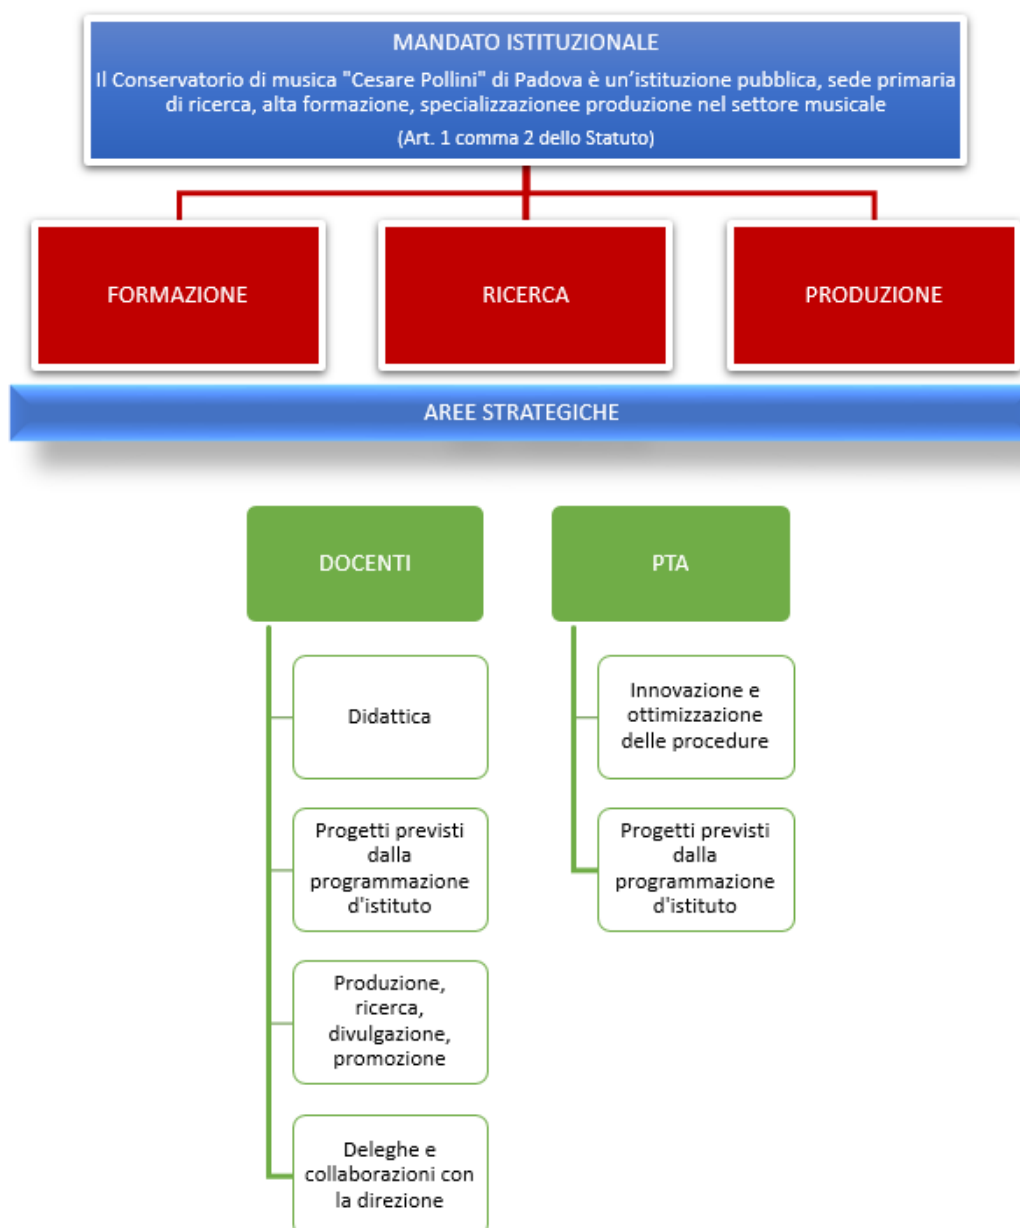 MANDATO ISTITUZIONALE
Il Conservatorio di musica "Cesare Pollini" di Padova è un'istituzione pubblica, sede primaria
di ricerca, alta formazione, specializzazionee produzione nel settore musicale
(Art. 1 comma 2 dello Statuto)
FORMAZIONE
RICERCA
PRODUZIONE
AREE STRATEGICHE
DOCENTI
Didattica
Progetti previsti
dalla
programmazione
d'istituto
Produzione,
ricerca,
divulgazione,
promozione
Deleghe e
collaborazioni con
la direzione
PTA
Innovazione e
ottimizzazione
delle procedure
Progetti previsti
dalla
programmazione
d'istituto